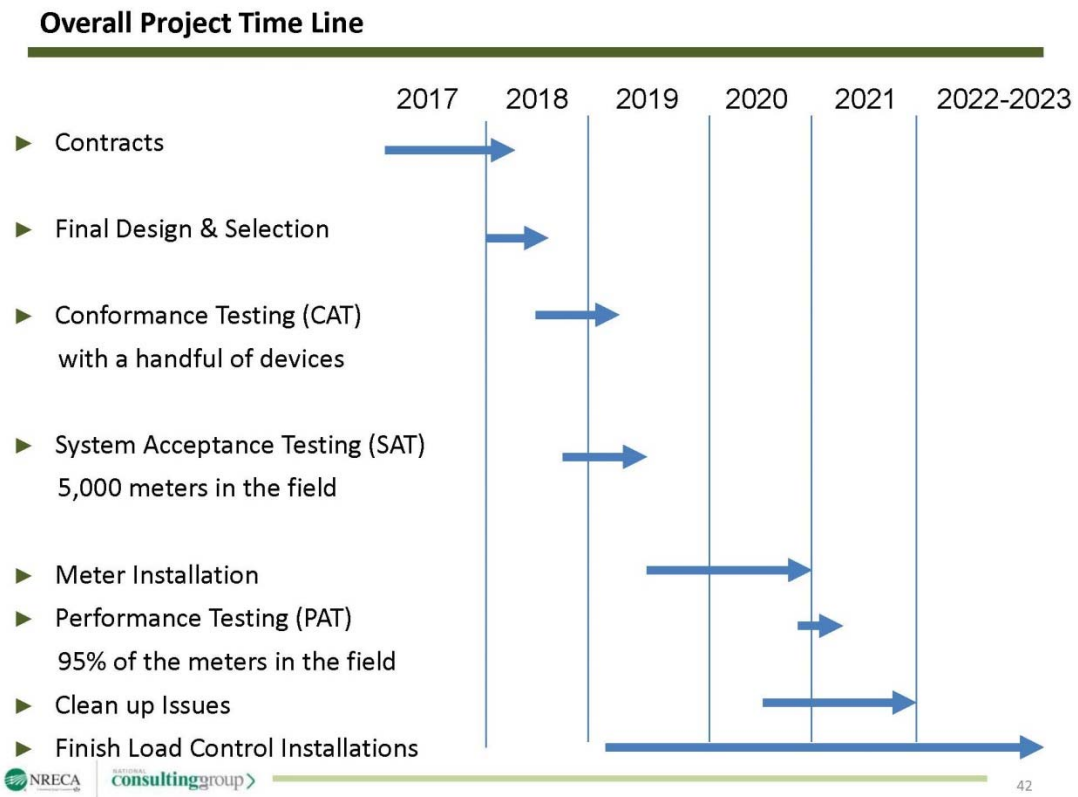 Overall Project Time Line
2017 2018 2019 2020 2021 2022-2023
► Contracts
► Final Design & Selection
► Conformance Testing (CAT)
with a handful of devices
► System Acceptance Testing (SAT)
5,000 meters in the field
► Meter Installation
► Performance Testing (PAT)
95% of the meters in the field
► Clean up Issues
► Finish Load Control Installations
NRECA
NATIONAL
consultinggroup
42